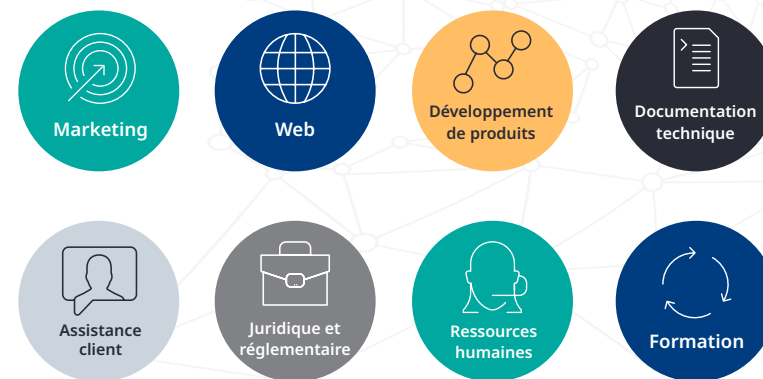 Marketing
Web
Développement
de produits
Documentation
technique
Assistance
client
Juridique et
réglementaire
Ressources
humaines
Formation